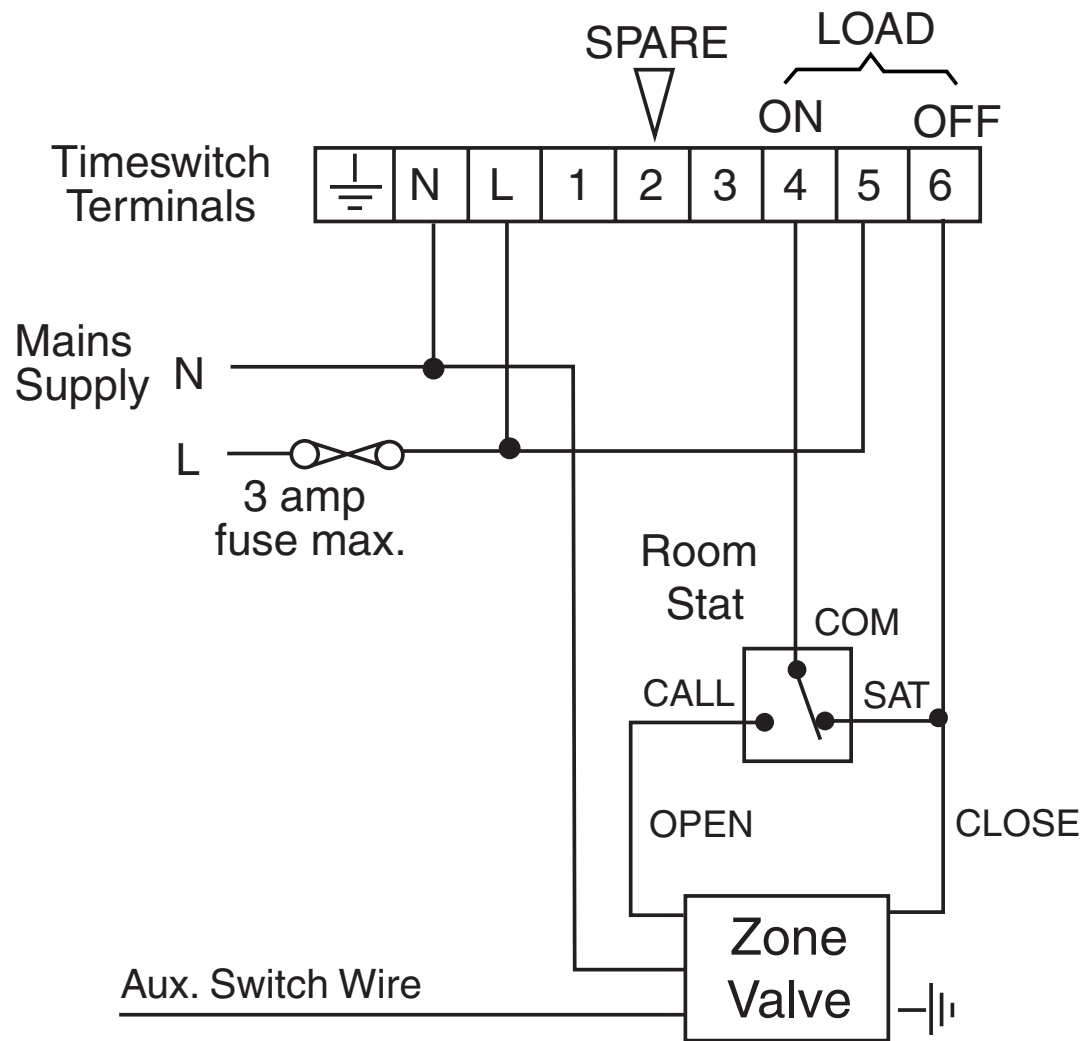 LOAD
SPARE
ON
OFF
Timeswitch
Terminals
N L 1 2 3 4 5 6
Mains
Supply N
L
3 amp
fuse max.
Room
Stat
COM
CALL
SAT
OPEN
CLOSE
Zone
Valve
Aux. Switch Wire